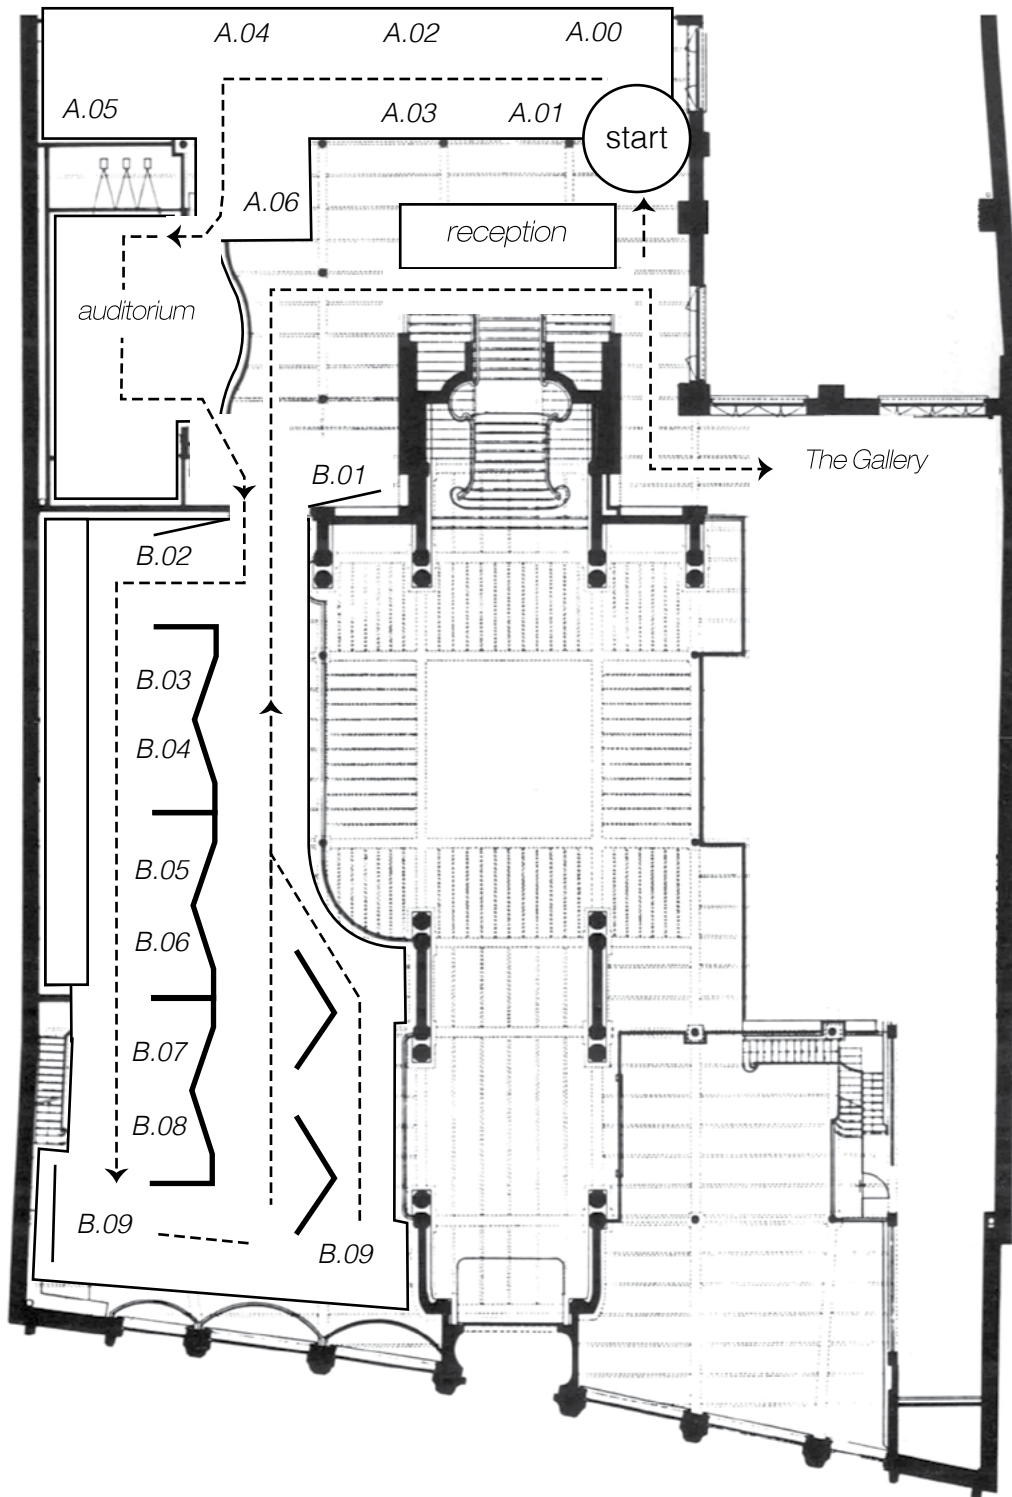 A.04 A.02 A.00
A.05 A.03 A.01 start
A.06 reception
auditorium
The Gallery
B.01
B.02
B.03
B.04
B.05
B.06
B.07
B.08
B.09
B.09